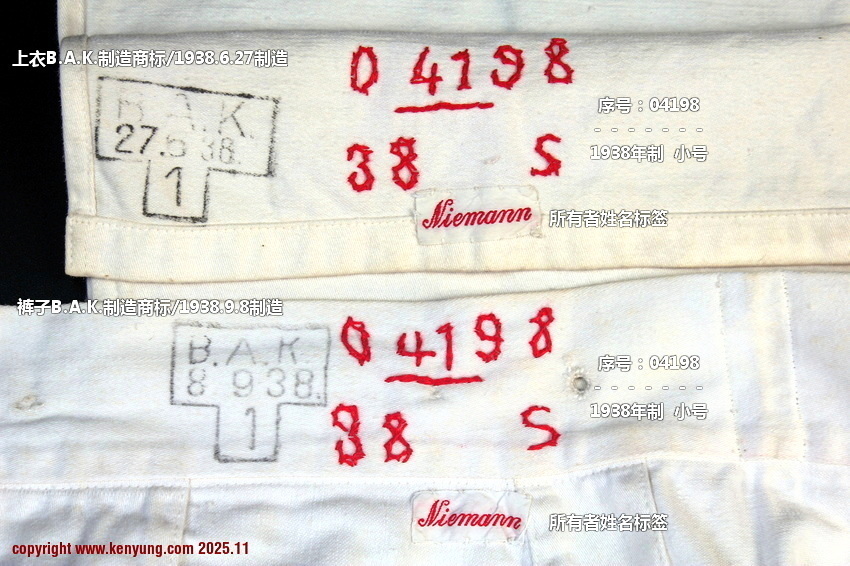 上衣B.A.K.制造商标/1938.6.27制造
0 4198
B.A.K.
序号：04198
27.6 38.
38 S
1938年制 小号
1
Niemann
所有者姓名标签
裤子B.A.K.制造商标/1938.9.8制造
0 4198
B.A.K.
序号：04198
8 9 38.
38 S
1938年制 小号
1
Niemann
所有者姓名标签
copyright www.kenyung.com 2025.11